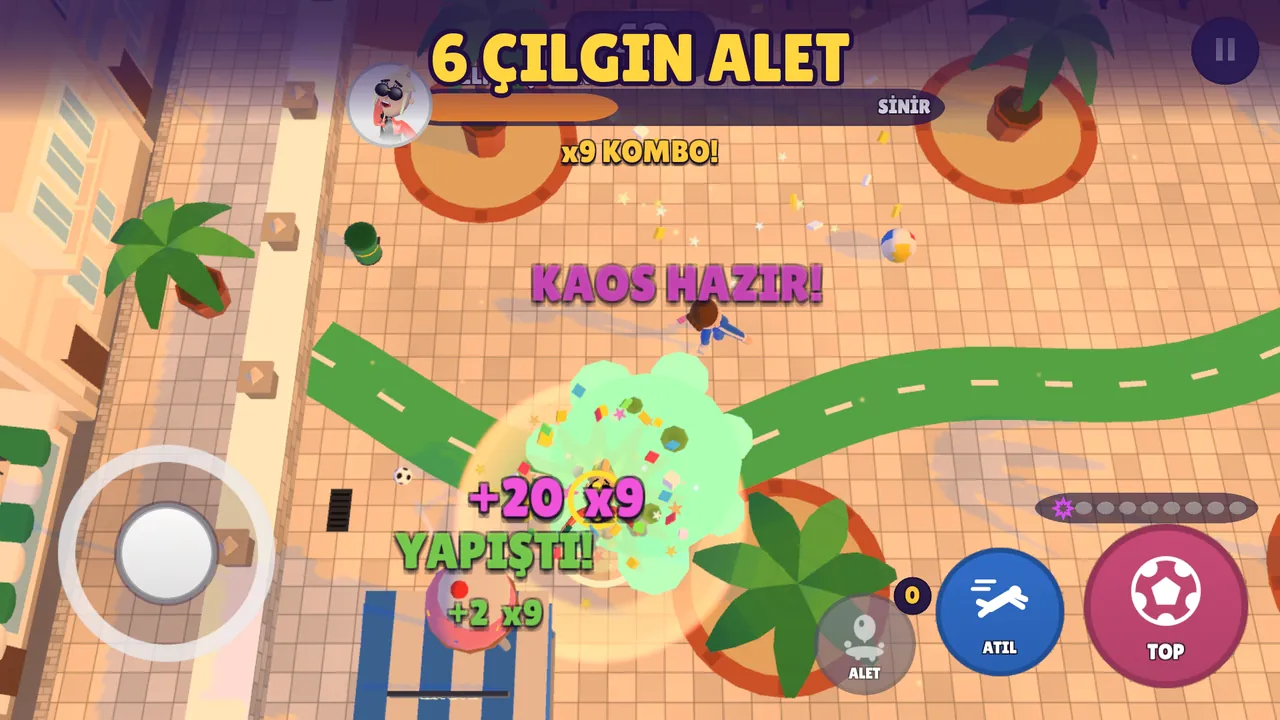 6 ÇILGIN ALET
SİNİR
x9 KOMBO!
KAOS HAZIR!
+20 x9
YAPIŞTI!
+2 x9
0
ALET
ATIL
TOP